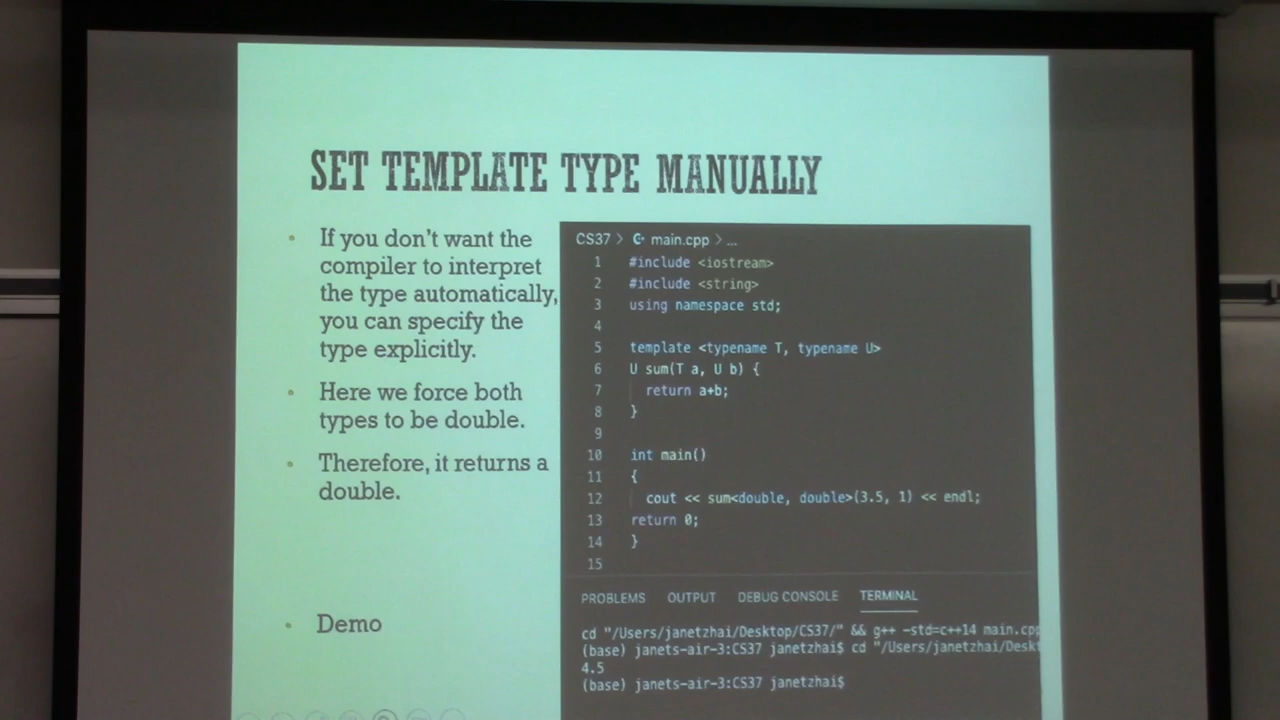 SET TEMPLATE TYPE MANUALLY
If you don't want the
compiler to interpret
the type automatically,
you can specify the
type explicitly.
Here we force both
types to be double.
Therefore, it returns a
double.
Demo
CS37 > main.cpp > ...
1 #include <iostream>
2 #include <string>
3 using namespace std;
4
5 template <typename T, typename U>
6 U sum(T a, U b) {
7 return a+b;
8 }
9
10 int main()
11 {
12 cout << sum<double, double>(3.5, 1) << endl;
13 return 0;
14 }
15
PROBLEMS OUTPUT DEBUG CONSOLE TERMINAL
cd "/Users/janetzhai/Desktop/CS37/" && g++ -std=c++14 main.cpp
(base) janets-air-3:CS37 janetzhai$ cd "/Users/janetzhai/Deskt
4.5
(base) janets-air-3:CS37 janetzhai$